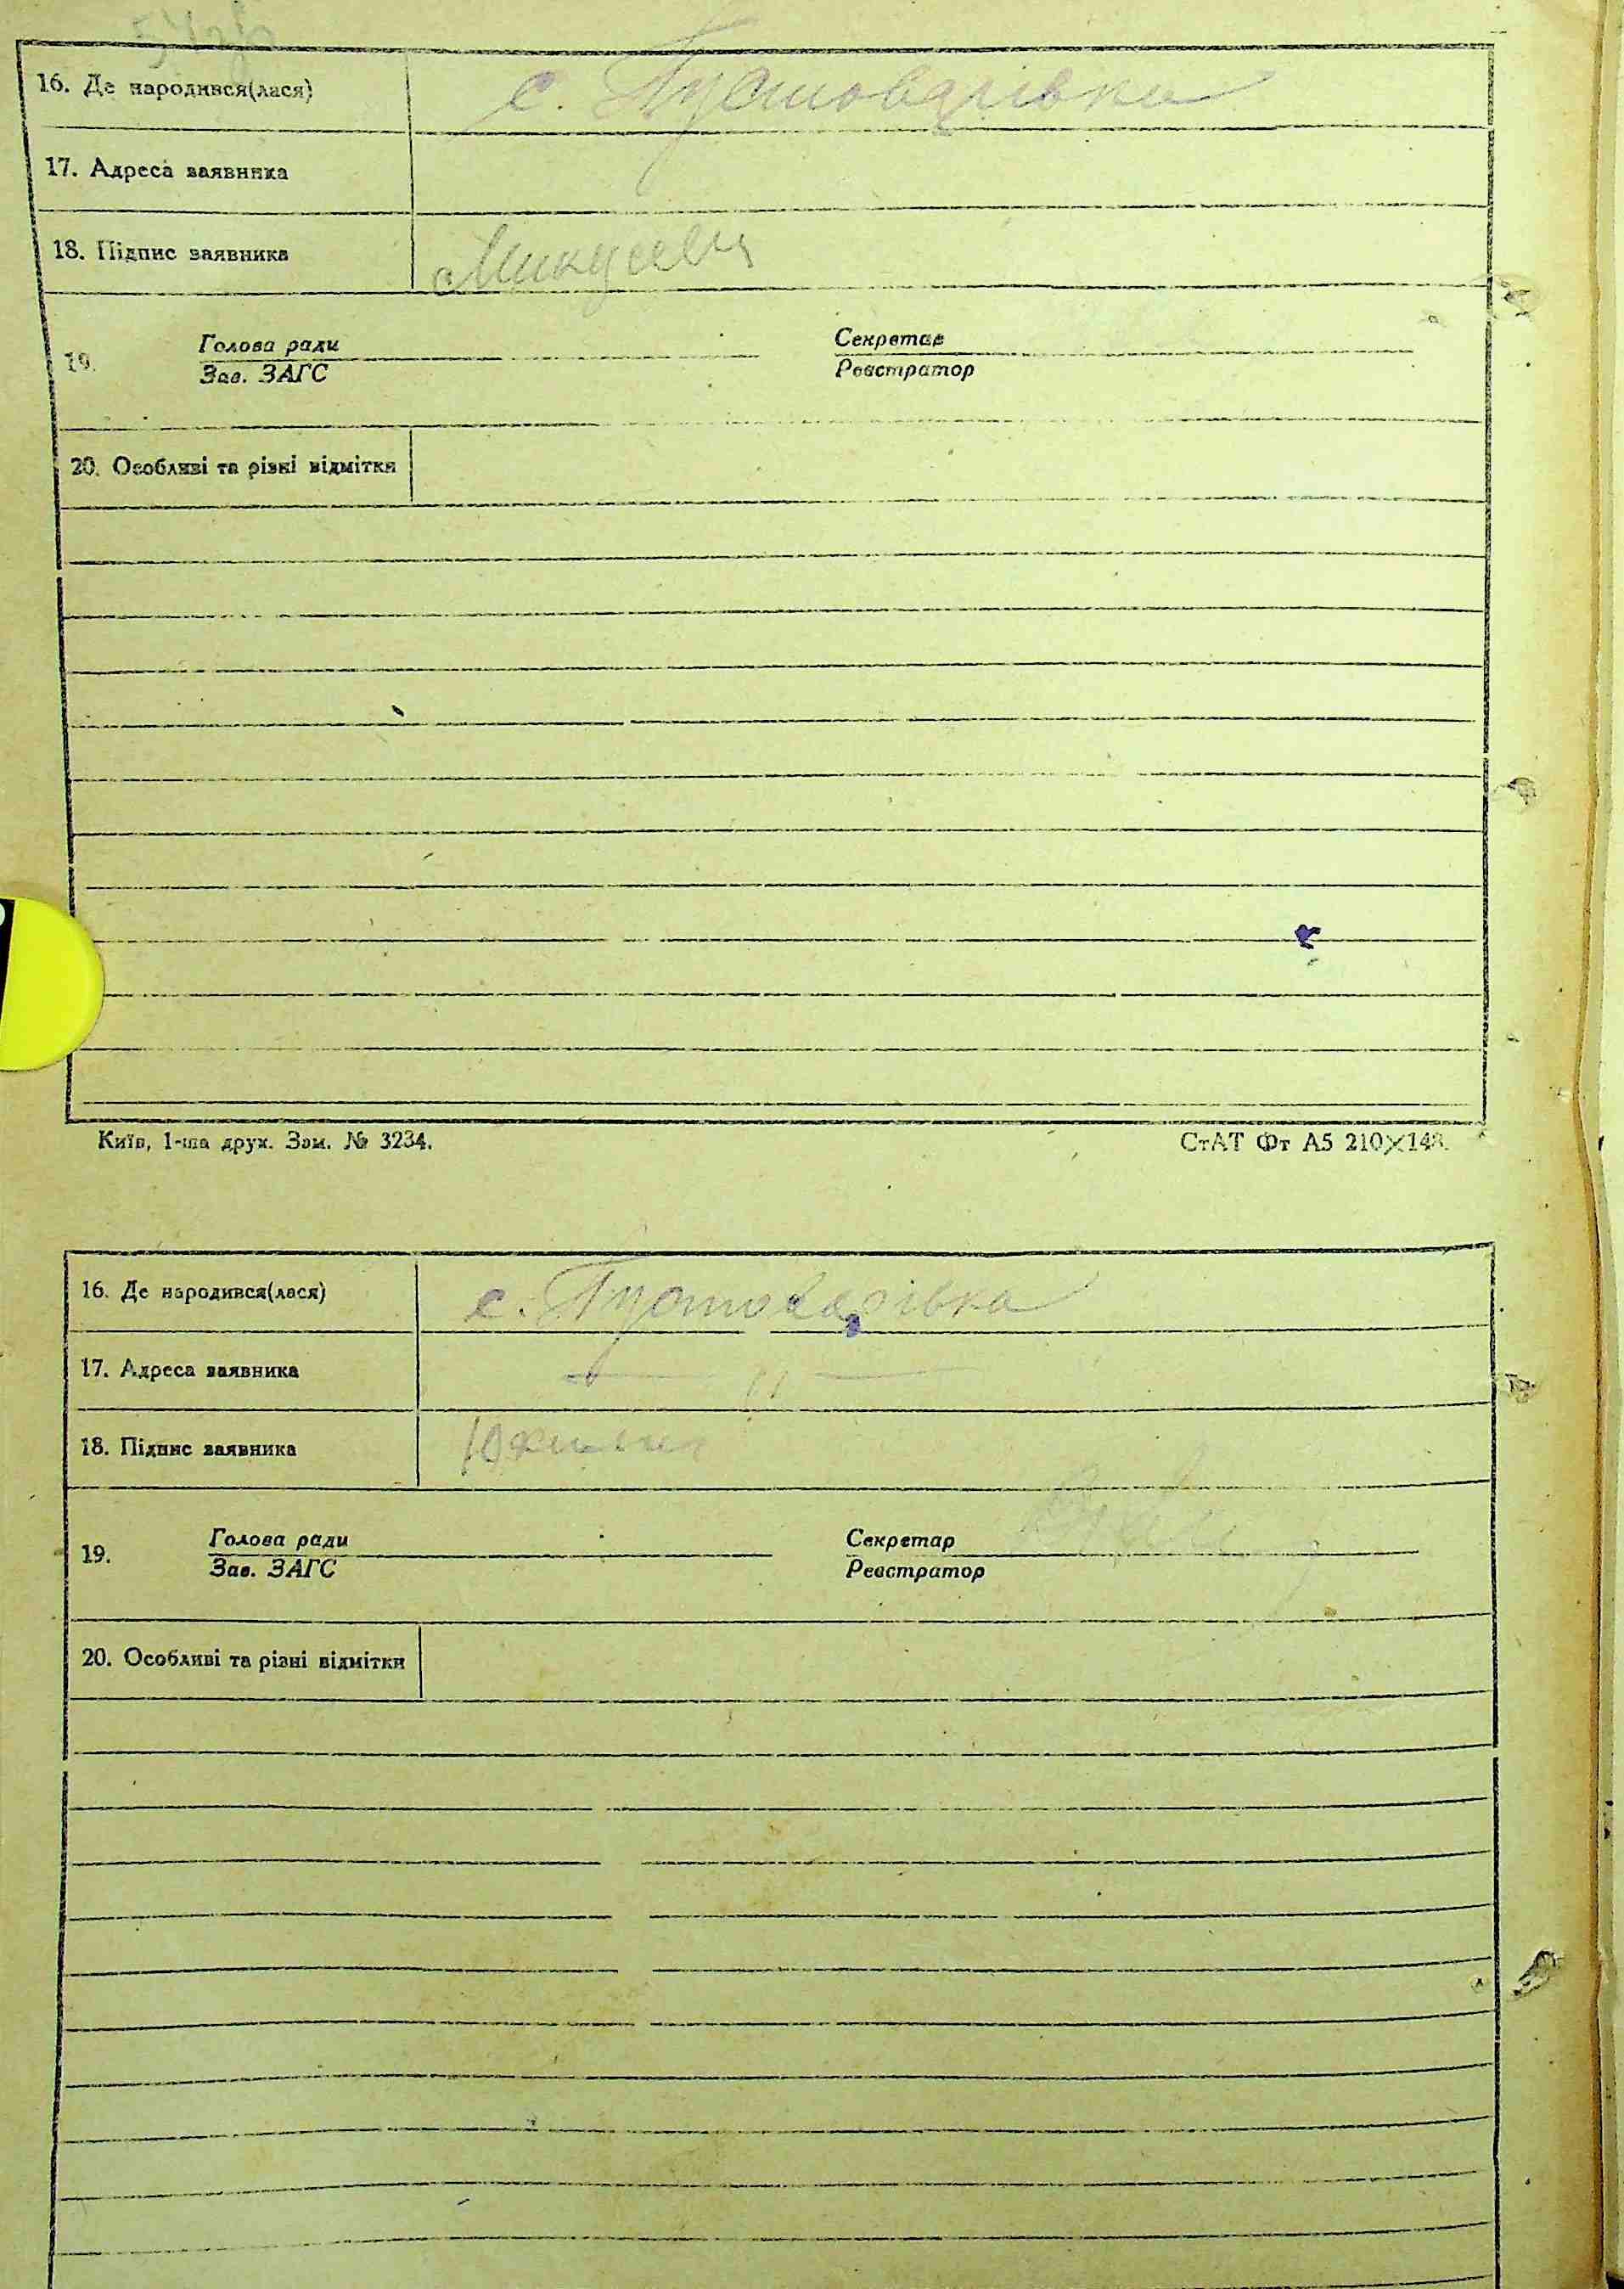 16. Де народився(лася) с. Пустоварівка
17. Адреса заявника
18. Підпис заявника
19. Голова ради Секретар
Зав. ЗАГС Реєстратор
20. Особливі та різні відмітки
Київ, 1-ша друк. Зам. № 3234. СтАТ Фт А5 210×148.
16. Де народився(лася) с. Пустоварівка
17. Адреса заявника — 〃 —
18. Підпис заявника
19. Голова ради Секретар
Зав. ЗАГС Реєстратор
20. Особливі та різні відмітки